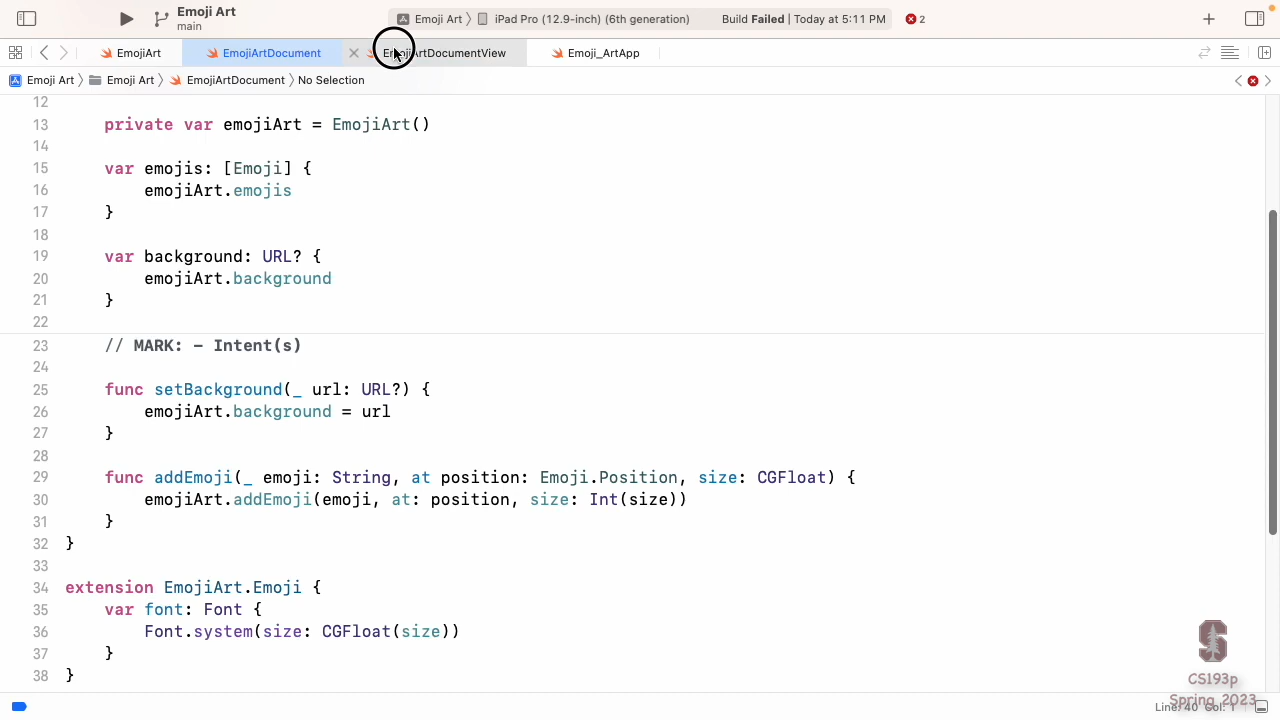 Emoji Art
main
Emoji Art
iPad Pro (12.9-inch) (6th generation)
Build Failed | Today at 5:11 PM
2
EmojiArt
EmojiArtDocument
EmojiArtDocumentView
Emoji_ArtApp
Emoji Art
Emoji Art
EmojiArtDocument
No Selection
12
13 private var emojiArt = EmojiArt()
14
15 var emojis: [Emoji] {
16 emojiArt.emojis
17 }
18
19 var background: URL? {
20 emojiArt.background
21 }
22
23 // MARK: - Intent(s)
24
25 func setBackground(_ url: URL?) {
26 emojiArt.background = url
27 }
28
29 func addEmoji(_ emoji: String, at position: Emoji.Position, size: CGFloat) {
30 emojiArt.addEmoji(emoji, at: position, size: Int(size))
31 }
32 }
33
34 extension EmojiArt.Emoji {
35 var font: Font {
36 Font.system(size: CGFloat(size))
37 }
38 }
CS193p
Spring 2023
Line: 40 Col: 1